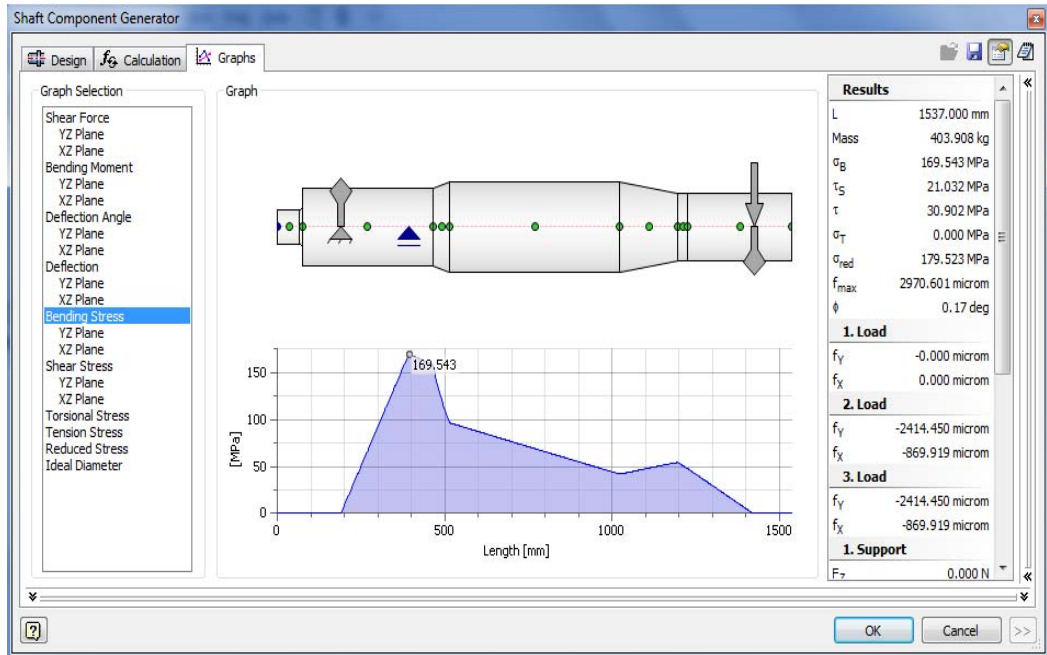 Shaft Component Generator
Design
Calculation
Graphs
Graph Selection
Shear Force
YZ Plane
XZ Plane
Bending Moment
YZ Plane
XZ Plane
Deflection Angle
YZ Plane
XZ Plane
Deflection
YZ Plane
XZ Plane
Bending Stress
YZ Plane
XZ Plane
Shear Stress
YZ Plane
XZ Plane
Torsional Stress
Tension Stress
Reduced Stress
Ideal Diameter
Graph
169.543
150
100
50
0
[MPa]
0 500 1000 1500
Length [mm]
Results
L 1537.000 mm
Mass 403.908 kg
σB 169.543 MPa
τS 21.032 MPa
τ 30.902 MPa
σT 0.000 MPa
σred 179.523 MPa
fmax 2970.601 microm
ϕ 0.17 deg
1. Load
fY -0.000 microm
fX 0.000 microm
2. Load
fY -2414.450 microm
fX -869.919 microm
3. Load
fY -2414.450 microm
fX -869.919 microm
1. Support
FZ 0.000 N
OK
Cancel
>>